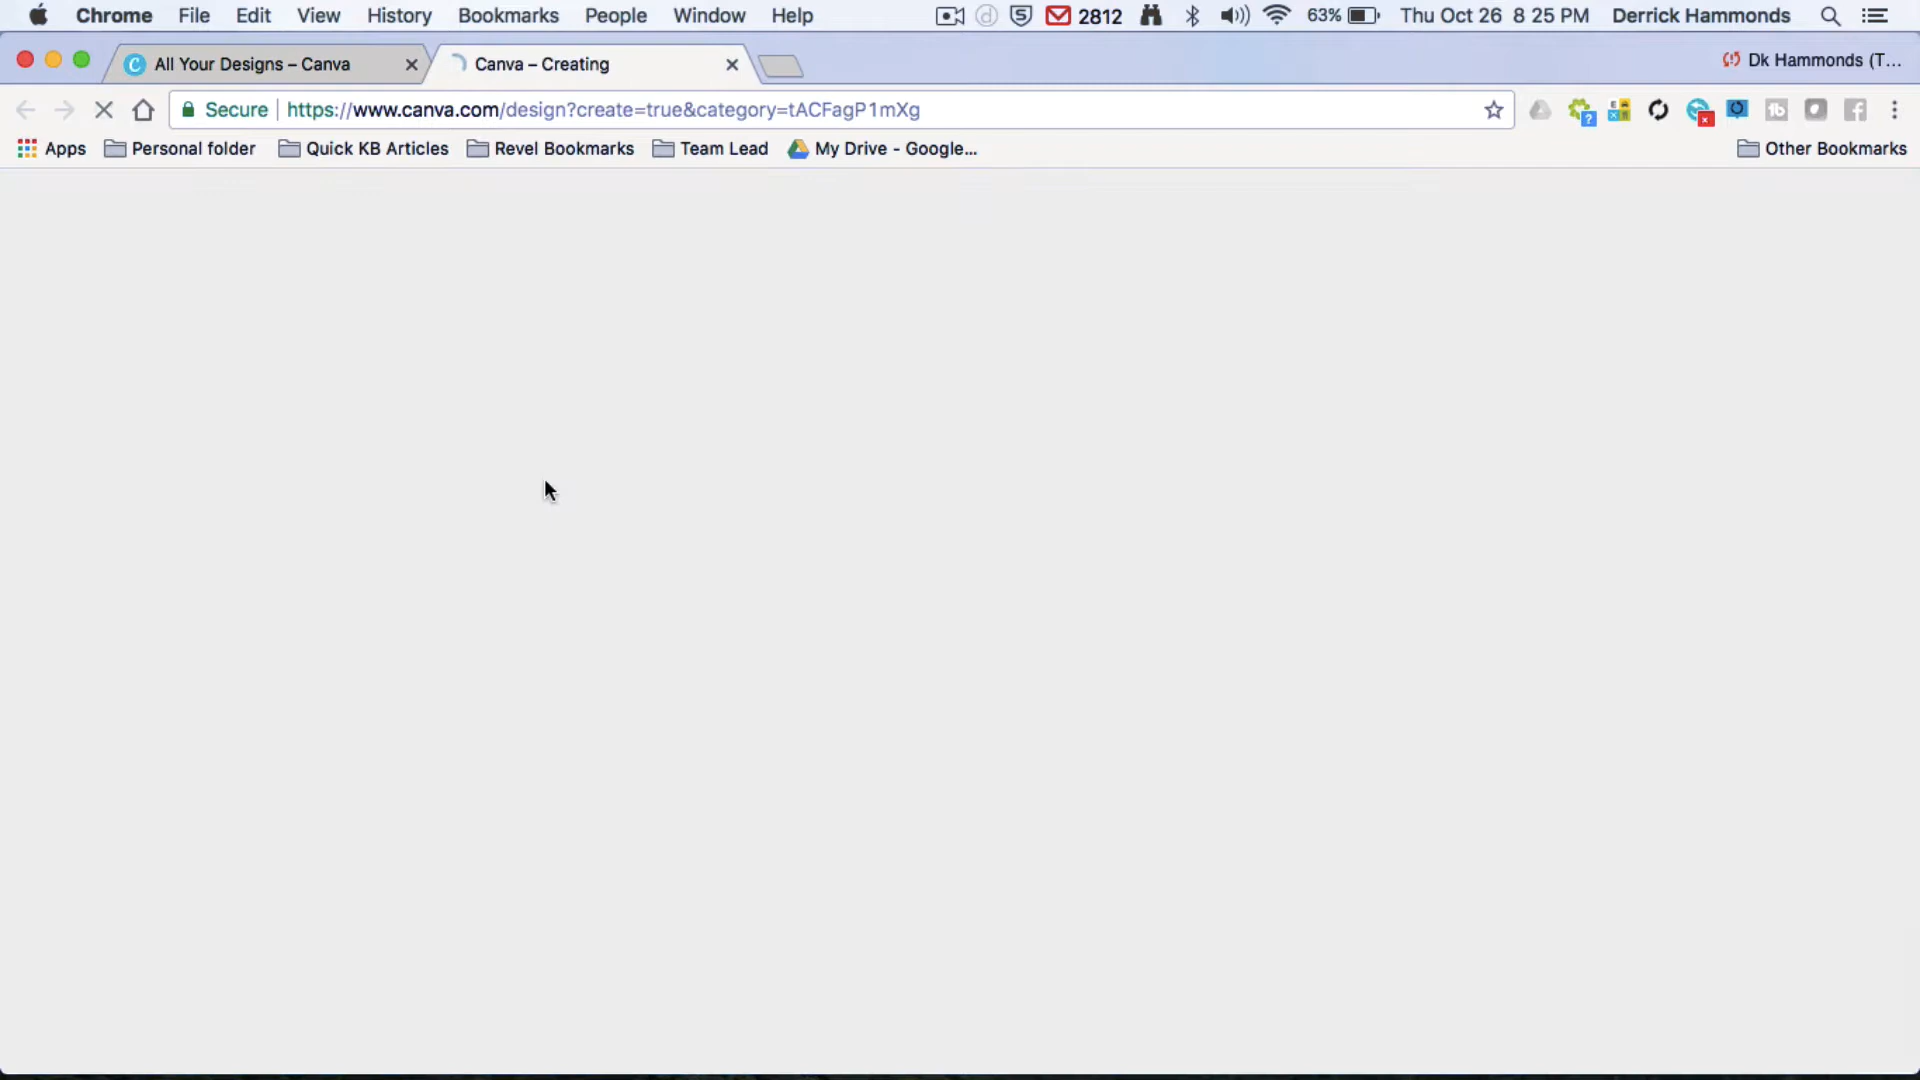 Chrome File Edit View History Bookmarks People Window Help 2812 63% Thu Oct 26 8 25 PM Derrick Hammonds
All Your Designs – Canva Canva – Creating Dk Hammonds (T...
Secure https://www.canva.com/design?create=true&category=tACFagP1mXg
Apps Personal folder Quick KB Articles Revel Bookmarks Team Lead My Drive - Google... Other Bookmarks